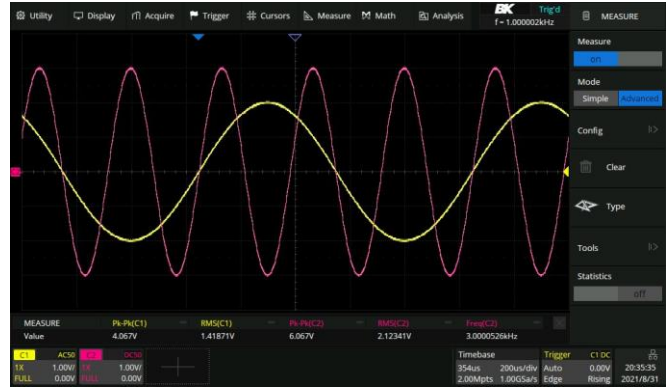 Utility Display Acquire Trigger Cursors Measure M Math Analysis BK Trig'd MEASURE
f = 1.000002kHz
Measure
on
Mode
Simple Advanced
Config
Clear
Type
Tools
Statistics
off
C2
MEASURE Pk-Pk(C1) RMS(C1) Pk-Pk(C2) RMS(C2) Freq(C2)
Value 4.067V 1.41871V 6.067V 2.12341V 3.0000526kHz
C1 AC50 C2 DC50 Timebase Trigger C1 DC
1X 1.00V/ 1X 1.00V/ 354us 200us/div Auto 0.00V 20:35:35
FULL 0.00V FULL 0.00V 2.00Mpts 1.00GSa/s Edge Rising 2021/8/31